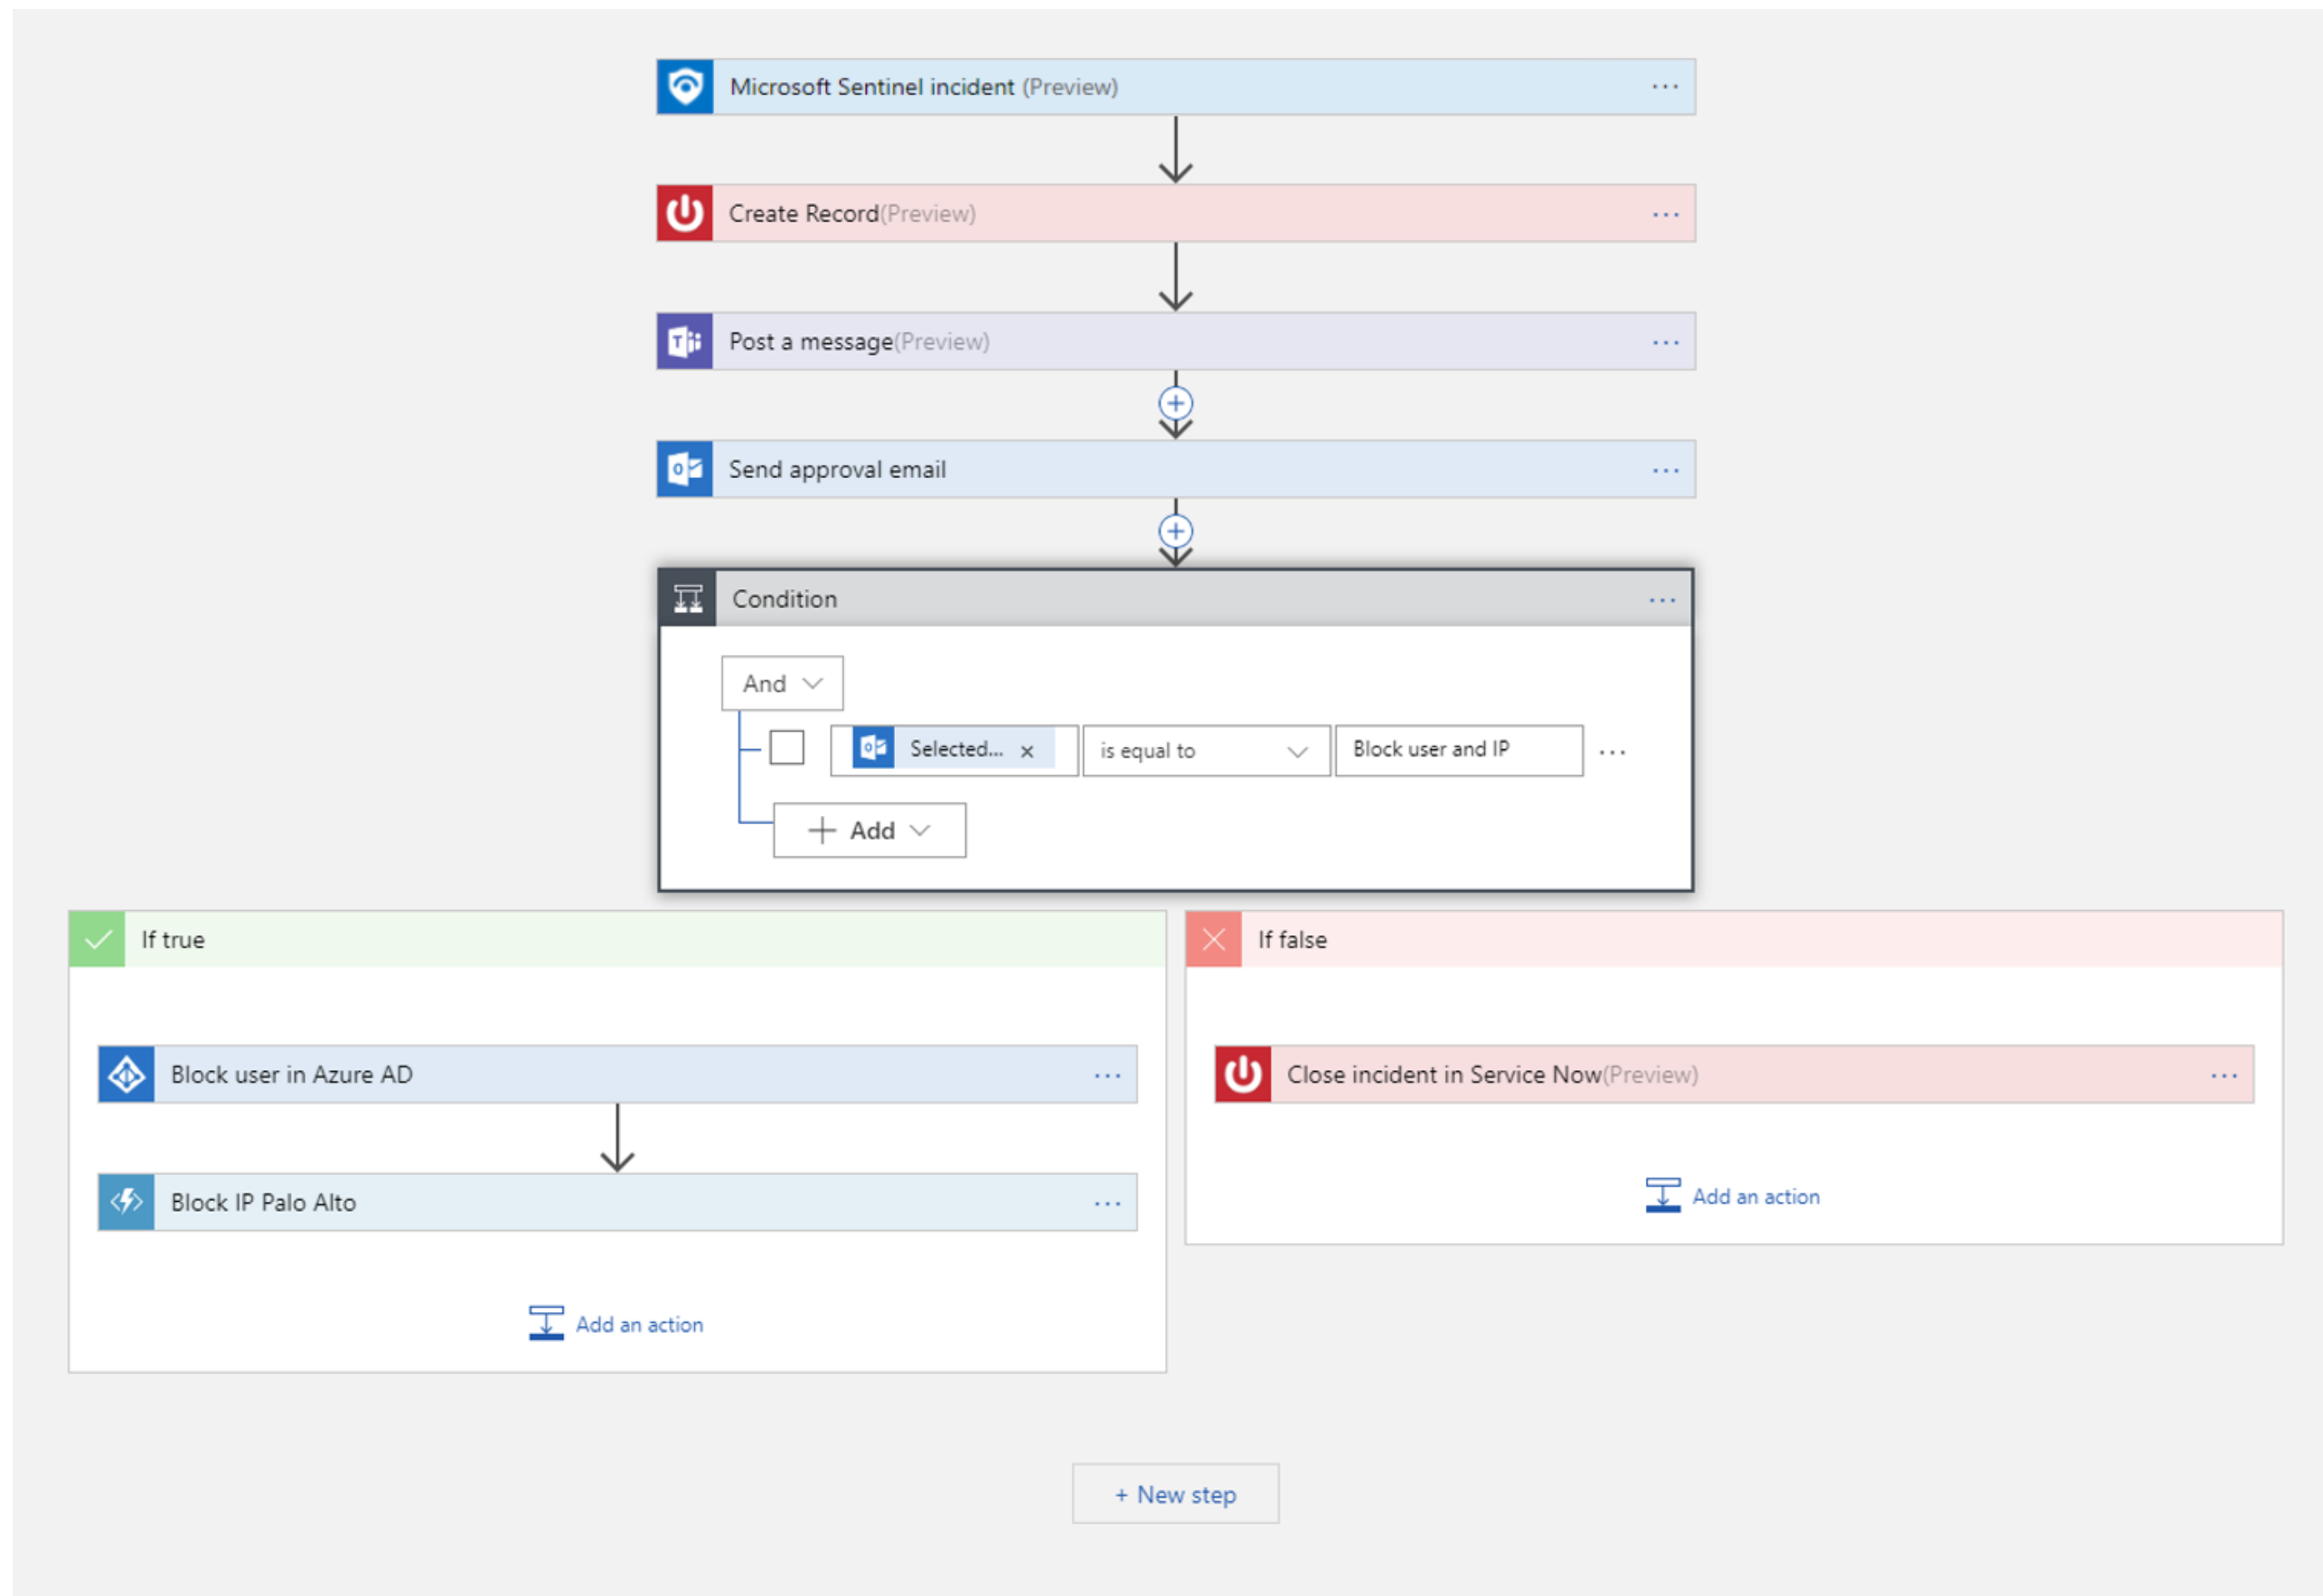 Microsoft Sentinel incident (Preview)
Create Record(Preview)
Post a message(Preview)
Send approval email
Condition
And
Selected... × is equal to Block user and IP
+ Add
If true
If false
Block user in Azure AD
Close incident in Service Now(Preview)
Block IP Palo Alto
Add an action
Add an action
+ New step